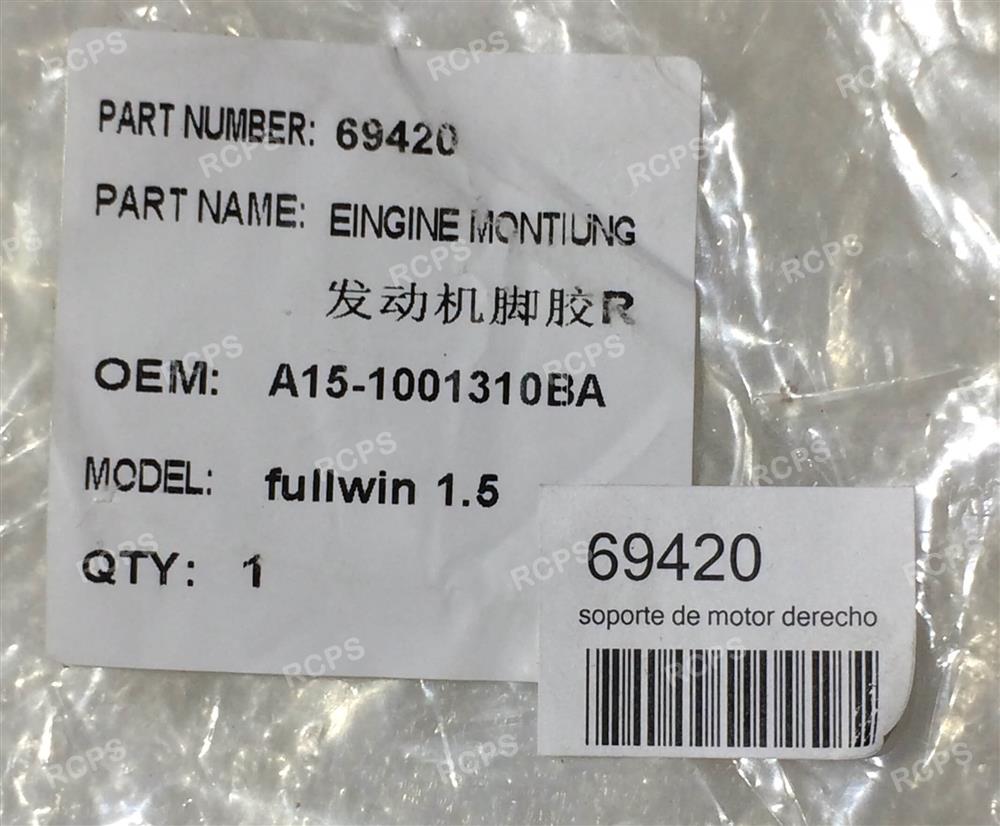 PART NUMBER: 69420
PART NAME: EINGINE MONTIUNG
发动机脚胶R
OEM: A15-1001310BA
MODEL: fullwin 1.5
QTY: 1
69420
soporte de motor derecho
RCPS